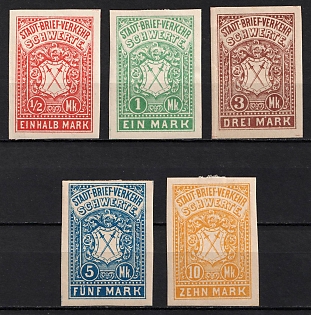 STADT-BRIEF-VERKEHR
SCHWERTE.
1/2 Mk
EINHALB MARK
STADT-BRIEF-VERKEHR
SCHWERTE.
1 Mk
EIN MARK
STADT-BRIEF-VERKEHR
SCHWERTE.
3 Mk
DREI MARK
STADT-BRIEF-VERKEHR
SCHWERTE.
5 Mk
FÜNF MARK
STADT-BRIEF-VERKEHR
SCHWERTE.
10 Mk
ZEHN MARK